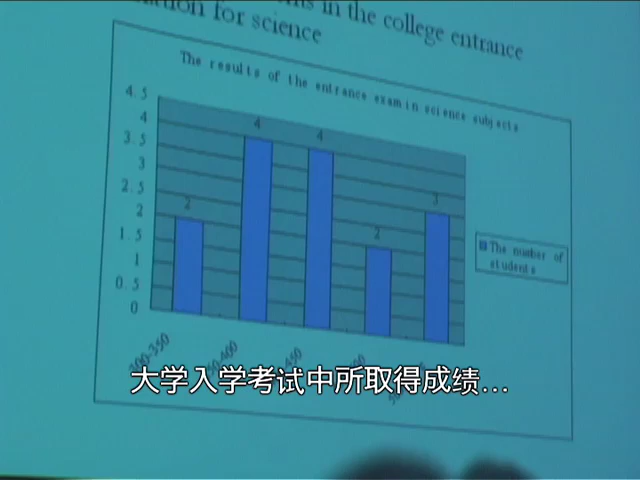 in the college entrance
for science
The results of the entrance exam in science subjects
4.5
4
3.5
3
2.5
2
1.5
1
0.5
0
2
4
4
2
3
The number of
students
大学入学考试中所取得成绩...